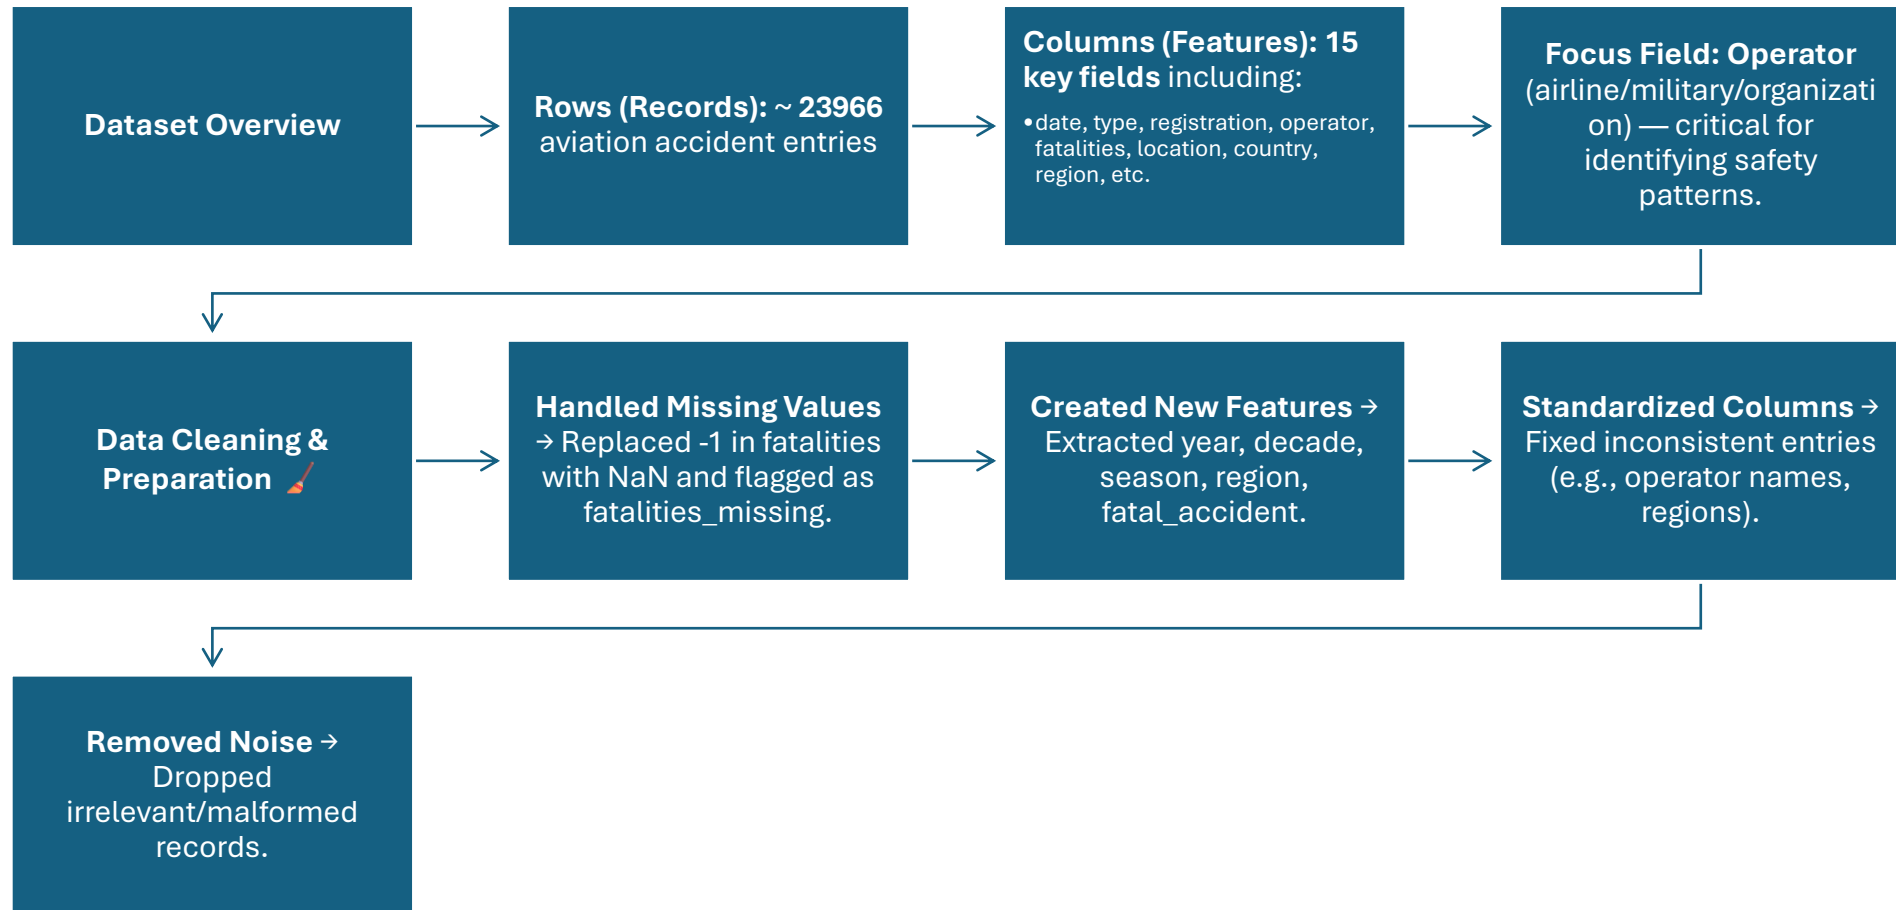 Dataset Overview
Rows (Records): ~ 23966
aviation accident entries
Columns (Features): 15
key fields including:
•date, type, registration, operator,
fatalities, location, country,
region, etc.
Focus Field: Operator
(airline/military/organizati
on) — critical for
identifying safety
patterns.
Data Cleaning &
Preparation 🧹
Handled Missing Values
→ Replaced -1 in fatalities
with NaN and flagged as
fatalities_missing.
Created New Features →
Extracted year, decade,
season, region,
fatal_accident.
Standardized Columns →
Fixed inconsistent entries
(e.g., operator names,
regions).
Removed Noise →
Dropped
irrelevant/malformed
records.